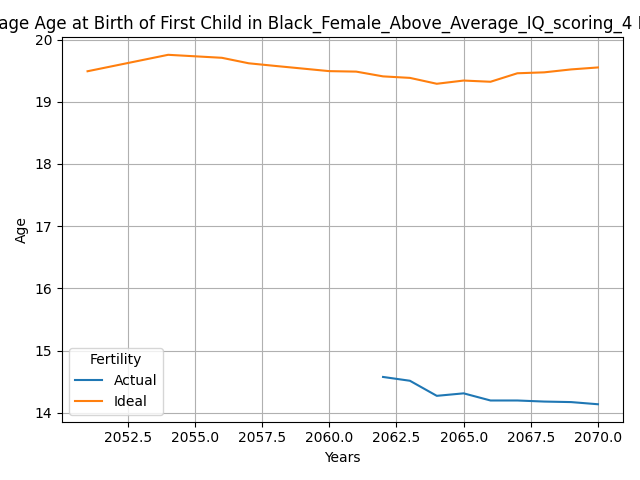 Age at Birth of First Child in Black_Female_Above_Average_IQ_scoring_4
20
19
18
17
16
15
14
Age
Fertility
Actual
Ideal
2052.5 2055.0 2057.5 2060.0 2062.5 2065.0 2067.5 2070.0
Years